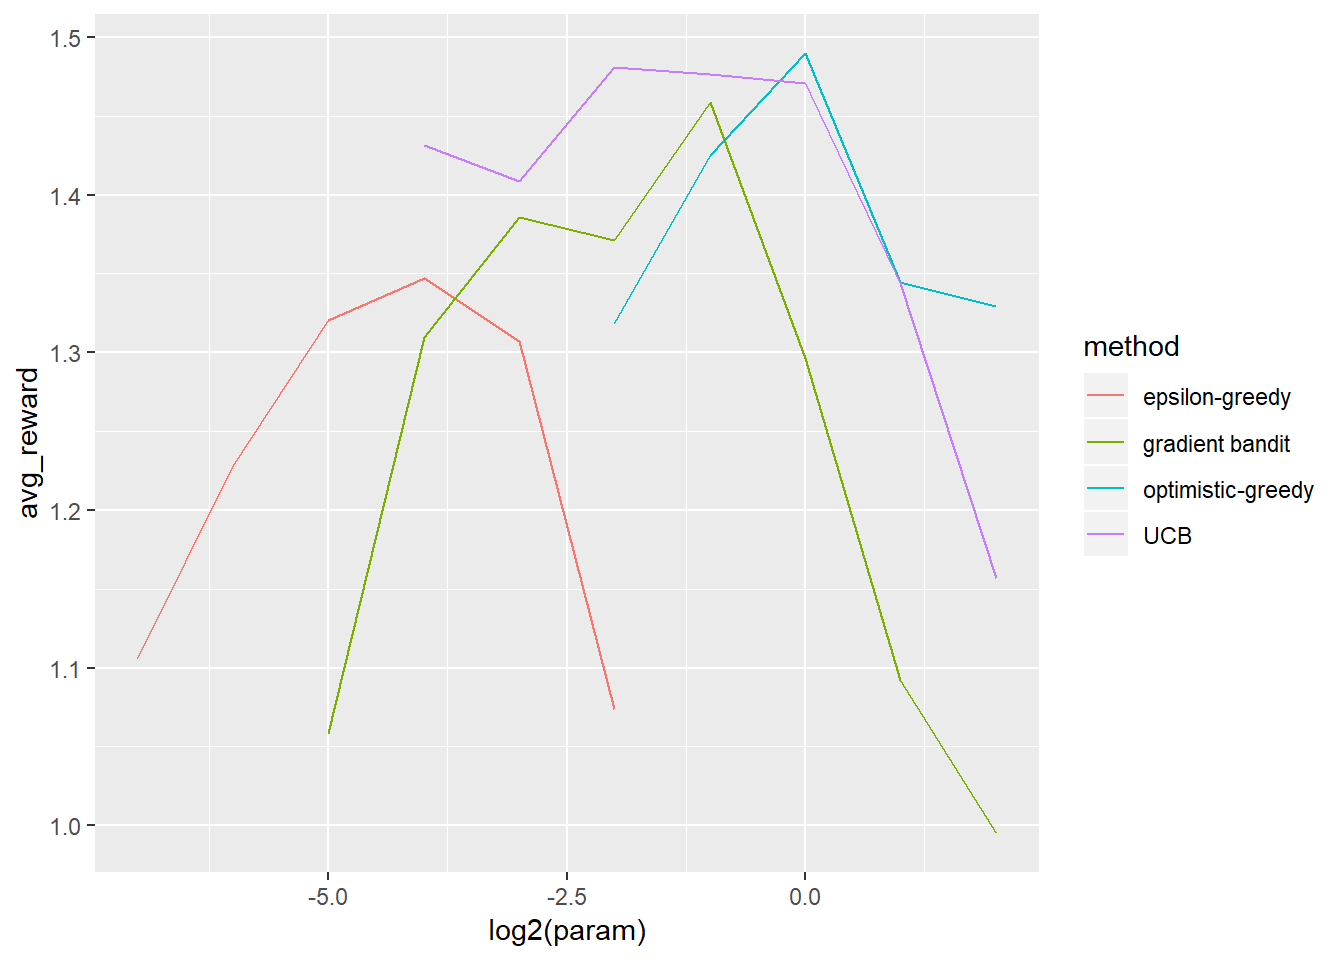 1.5
1.4
1.3
1.2
1.1
1.0
avg_reward
-5.0
-2.5
0.0
log2(param)
method
epsilon-greedy
gradient bandit
optimistic-greedy
UCB